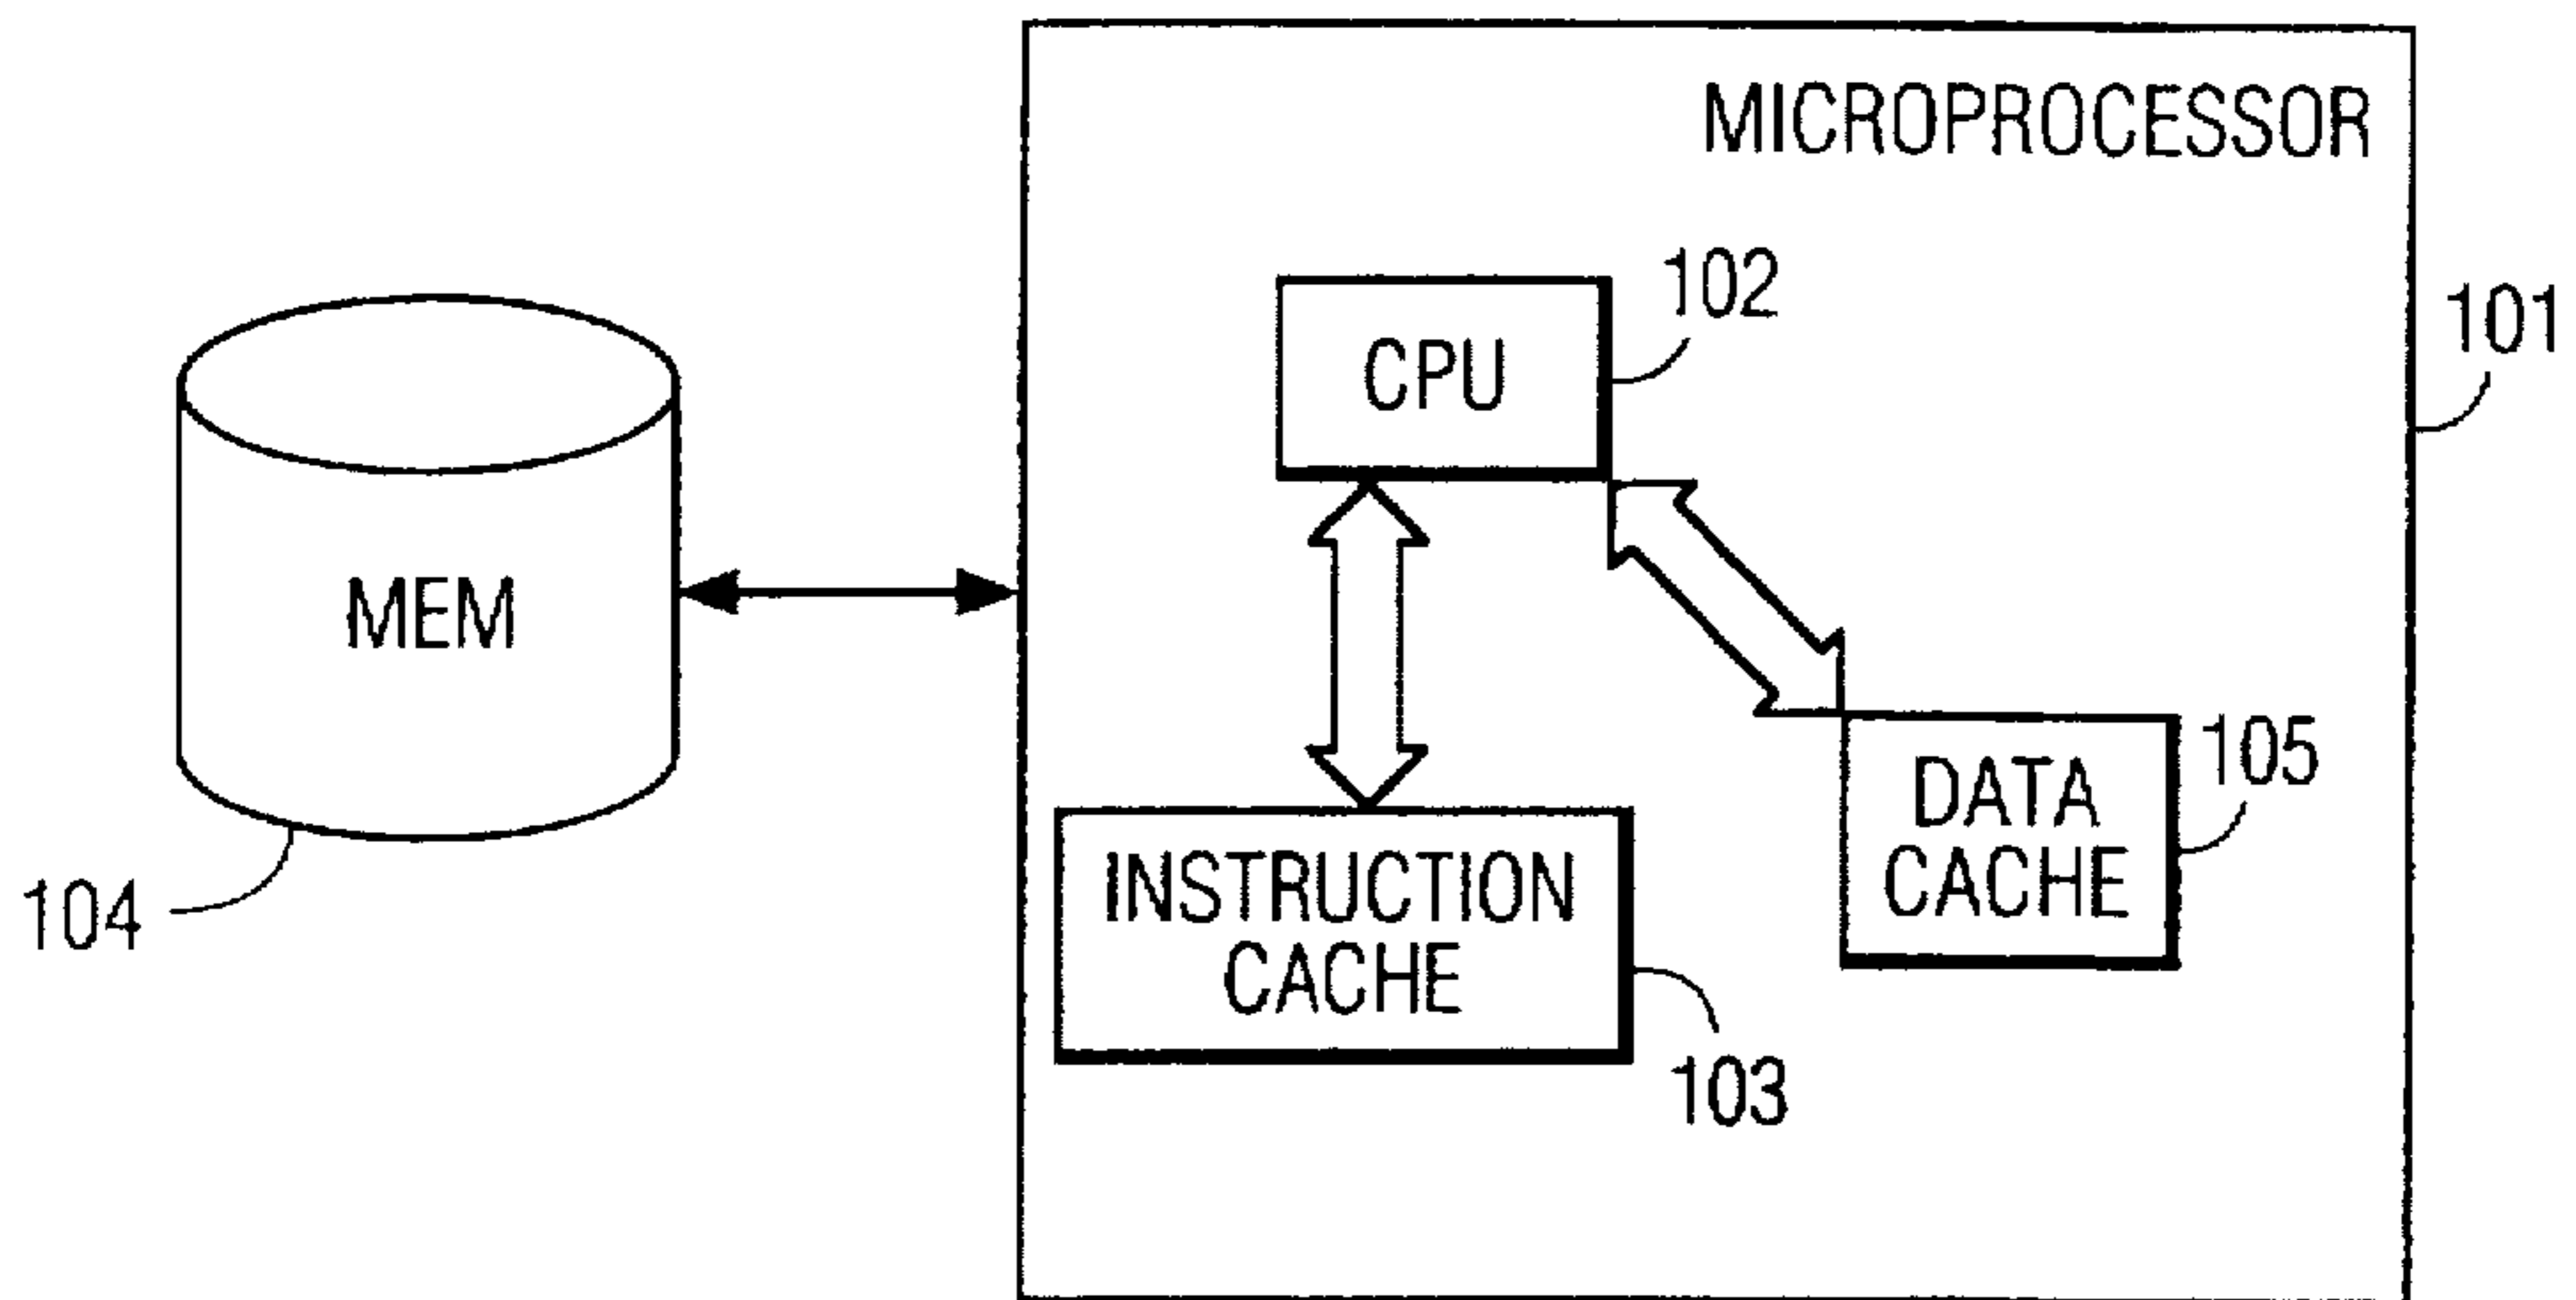 MICROPROCESSOR
102
101
CPU
MEM
105
DATA
CACHE
INSTRUCTION
CACHE
104
103